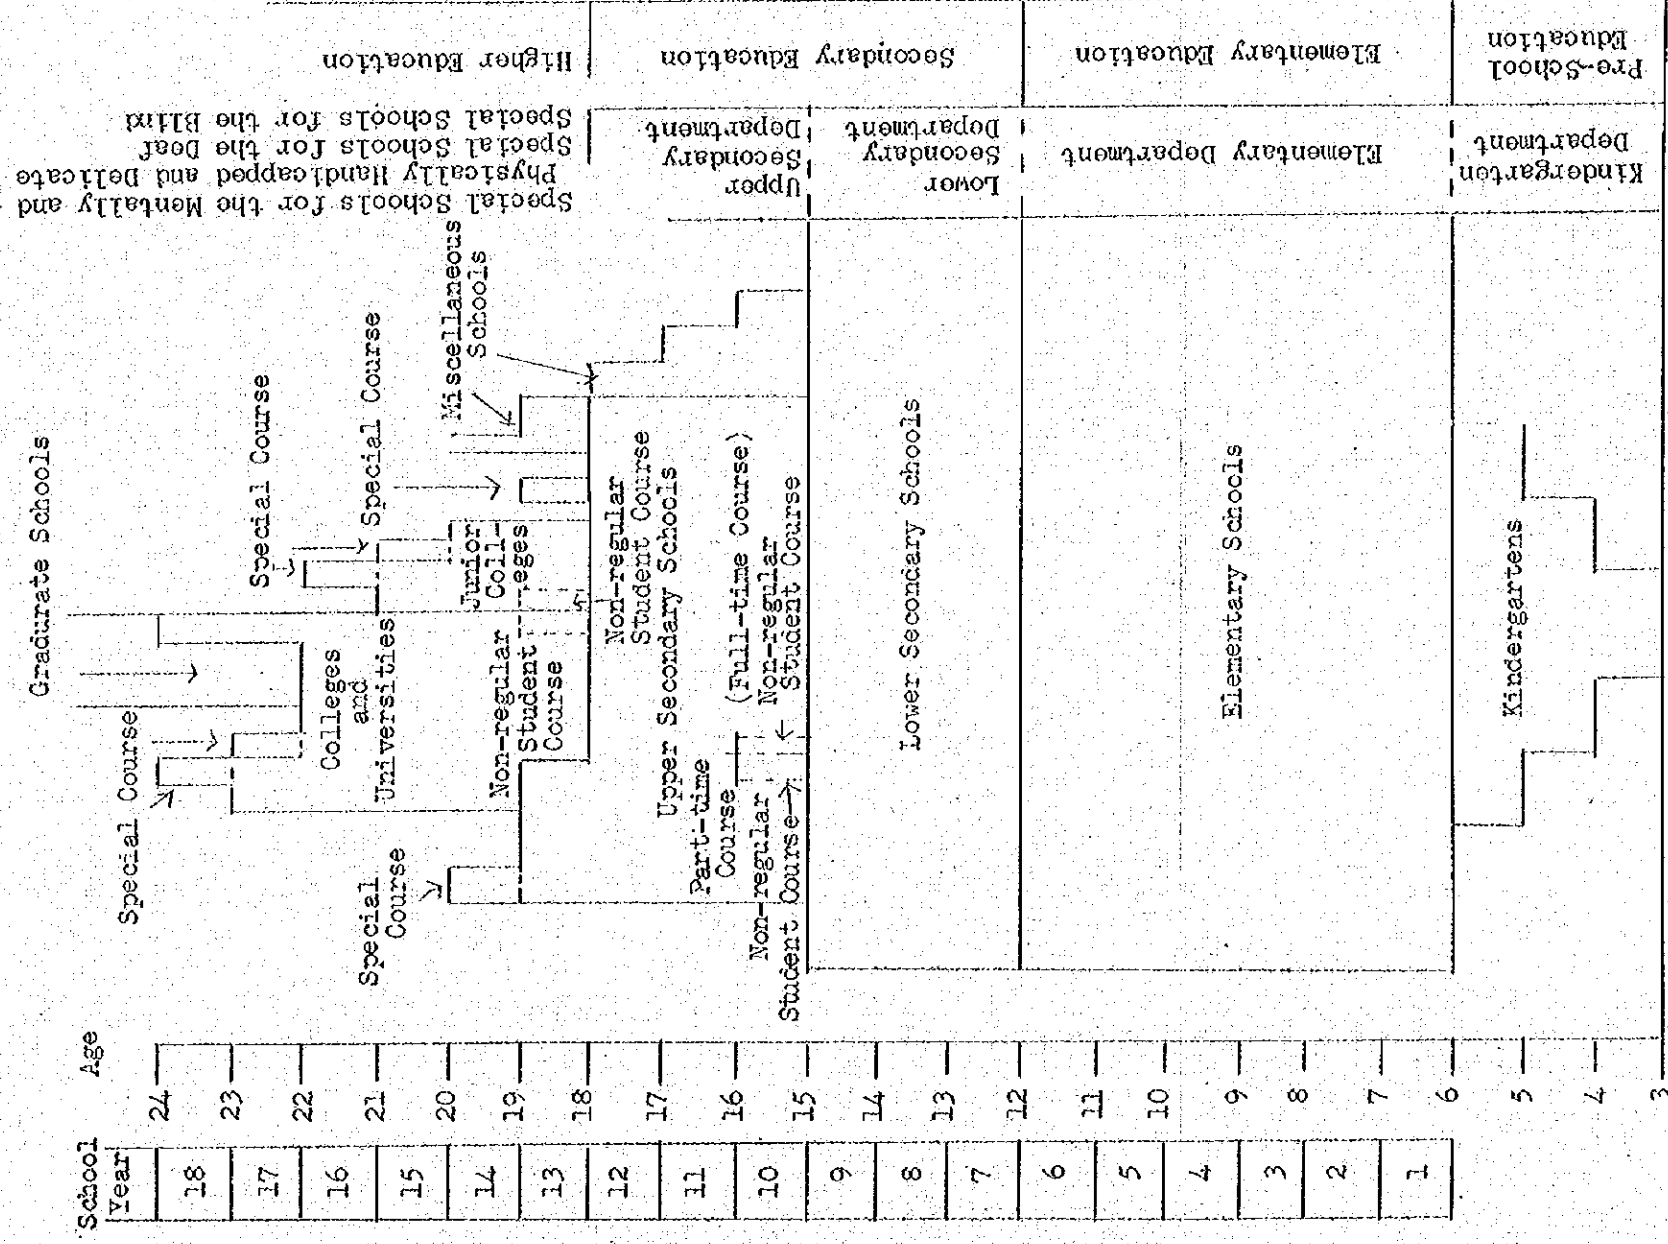 School
Year
Age
24
23
22
21
20
19
18
17
16
15
14
13
12
11
10
9
8
7
6
5
4
3
18
17
16
15
14
13
12
11
10
9
8
7
6
5
4
3
2
1
Gradurate Schools
Special Course
Special Course
Special Course
Special
Course
Colleges
and
Universities
Junior
Coll-
eges
Miscellaneous
Schools
Non-regular
Student
Course
Non-regular
Student Course
Upper Secondary Schools
(Full-time Course)
Parti-time
Course
Non-regular
Student Course
Non-regular
Student Course
Lower Secondary Schools
Elementary Schools
Kindergartens
Special Schools for the Mentally and
Physically Handicapped and Delicate
Special Schools for the Deaf
Special Schools for the Blind
Upper
Secondary
Department
Lower
Secondary
Department
Elementary Department
Kindergarten
Department
Higher Education
Secondary Education
Elementary Education
Pre-School
Education